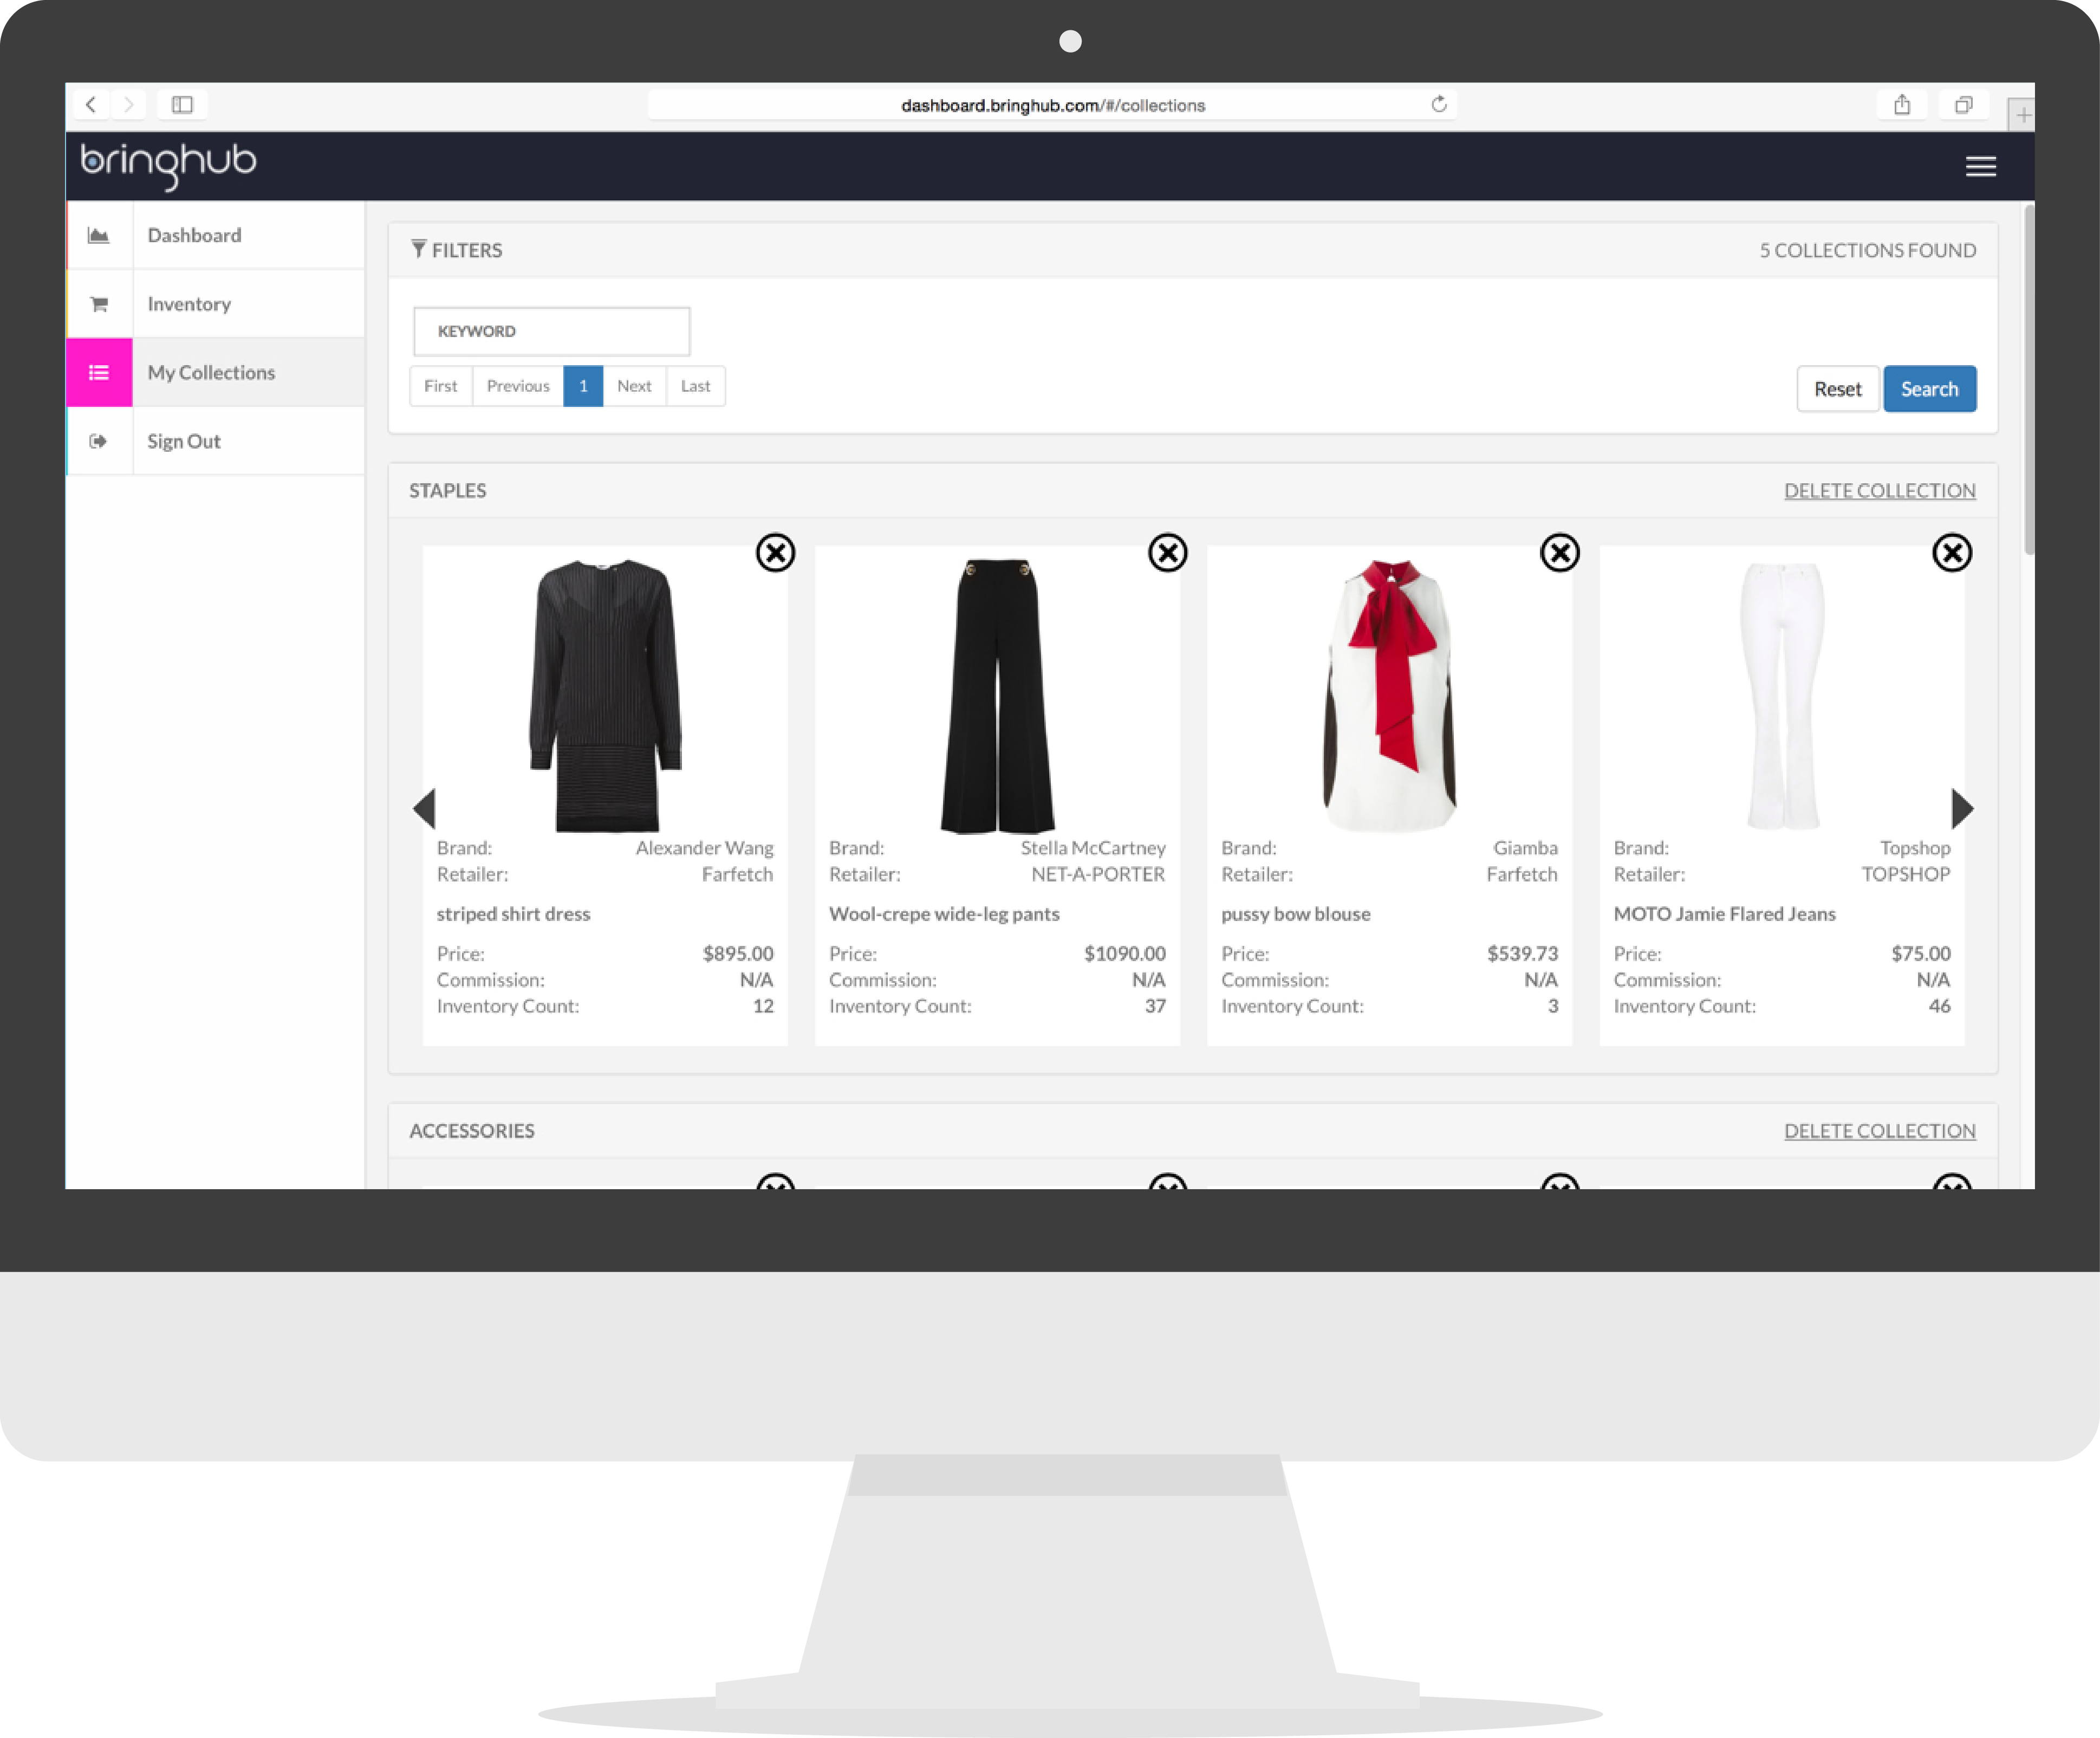 dashboard.bringhub.com/#/collections
bringhub
Dashboard
Inventory
My Collections
Sign Out
FILTERS
5 COLLECTIONS FOUND
KEYWORD
First Previous 1 Next Last
Reset Search
STAPLES
DELETE COLLECTION
Brand: Alexander Wang
Retailer: Farfetch
striped shirt dress
Price: $895.00
Commission: N/A
Inventory Count: 12
Brand: Stella McCartney
Retailer: NET-A-PORTER
Wool-crepe wide-leg pants
Price: $1090.00
Commission: N/A
Inventory Count: 37
Brand: Giamba
Retailer: Farfetch
pussy bow blouse
Price: $539.73
Commission: N/A
Inventory Count: 3
Brand: Topshop
Retailer: TOPSHOP
MOTO Jamie Flared Jeans
Price: $75.00
Commission: N/A
Inventory Count: 46
ACCESSORIES
DELETE COLLECTION